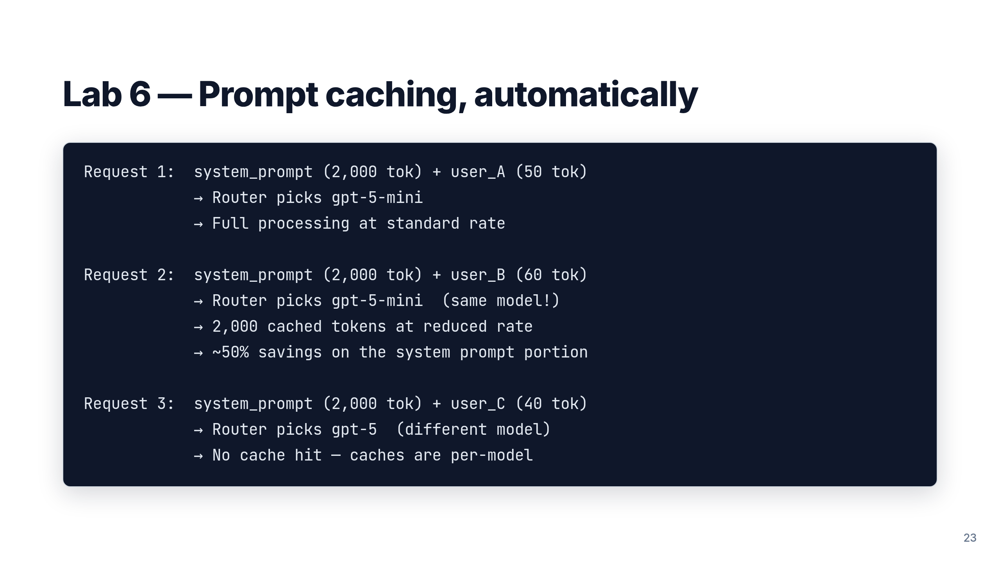 Lab 6 — Prompt caching, automatically
Request 1:  system_prompt (2,000 tok) + user_A (50 tok)
            → Router picks gpt-5-mini
            → Full processing at standard rate

Request 2:  system_prompt (2,000 tok) + user_B (60 tok)
            → Router picks gpt-5-mini  (same model!)
            → 2,000 cached tokens at reduced rate
            → ~50% savings on the system prompt portion

Request 3:  system_prompt (2,000 tok) + user_C (40 tok)
            → Router picks gpt-5  (different model)
            → No cache hit — caches are per-model
23